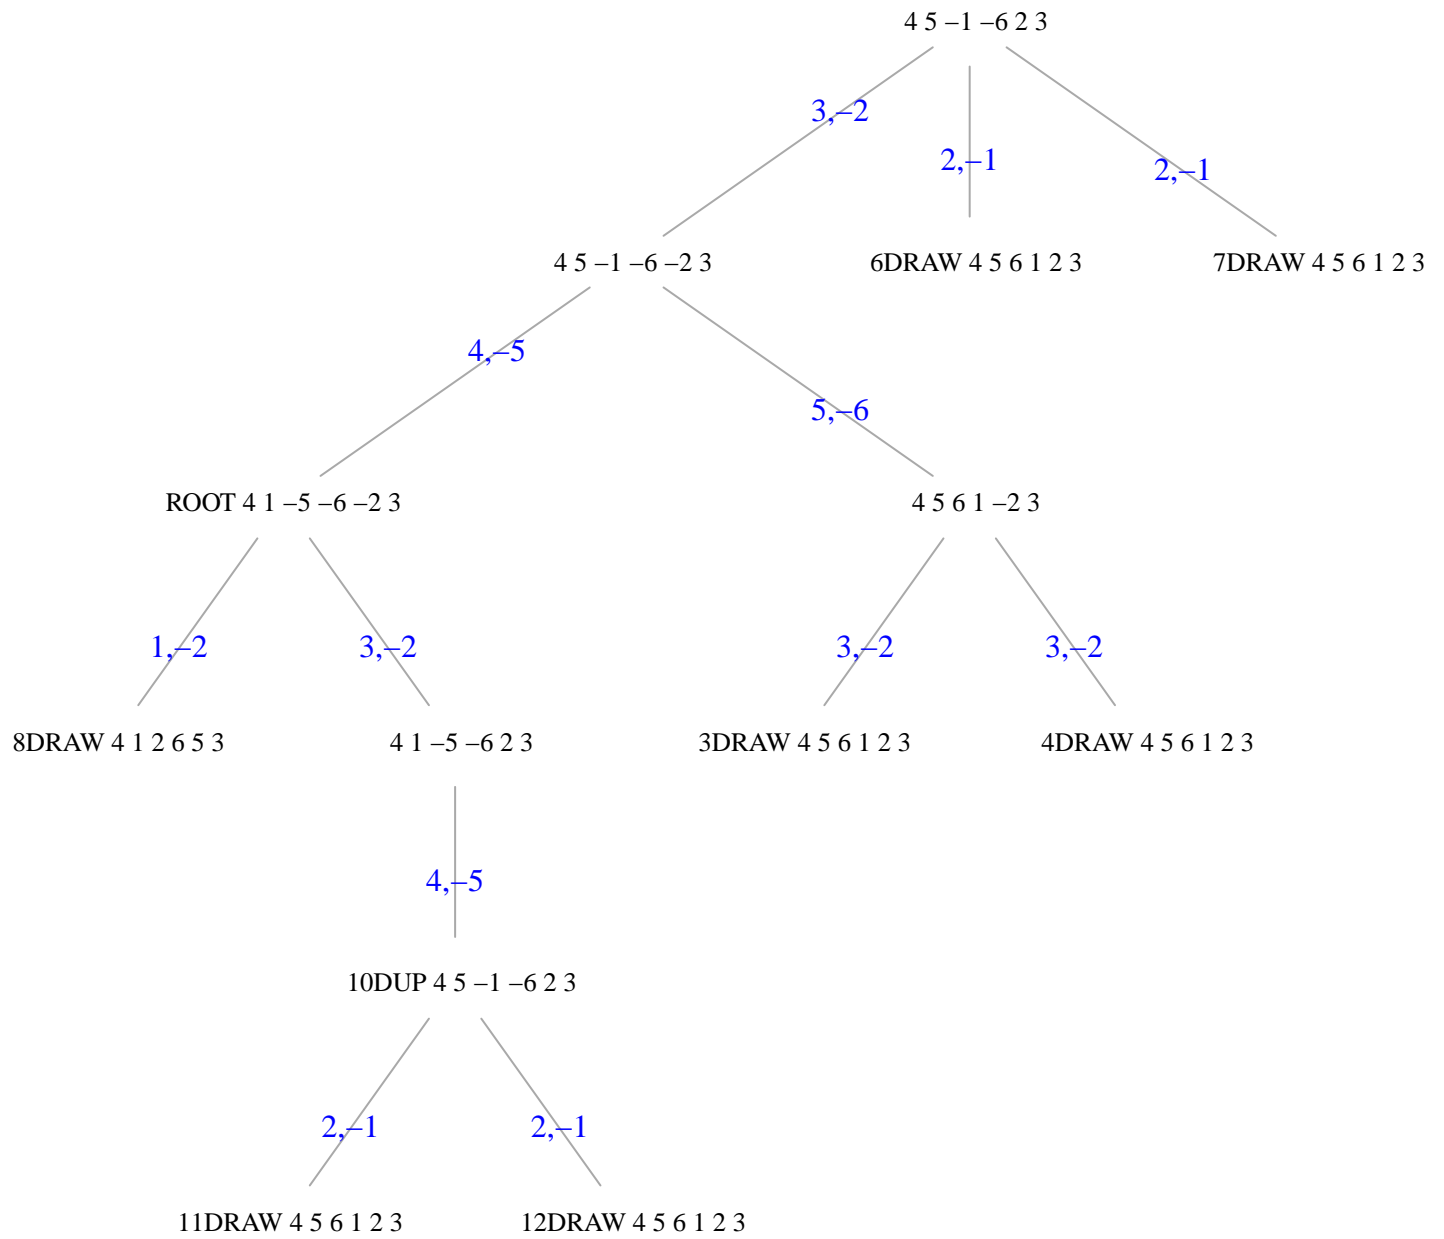 4 5 –1 –6 2 3
3,–2
2,–1
2,–1
4 5 –1 –6 –2 3
6DRAW 4 5 6 1 2 3
7DRAW 4 5 6 1 2 3
4,–5
5,–6
ROOT 4 1 –5 –6 –2 3
4 5 6 1 –2 3
1,–2
3,–2
3,–2
3,–2
8DRAW 4 1 2 6 5 3
4 1 –5 –6 2 3
3DRAW 4 5 6 1 2 3
4DRAW 4 5 6 1 2 3
4,–5
10DUP 4 5 –1 –6 2 3
2,–1
2,–1
11DRAW 4 5 6 1 2 3
12DRAW 4 5 6 1 2 3